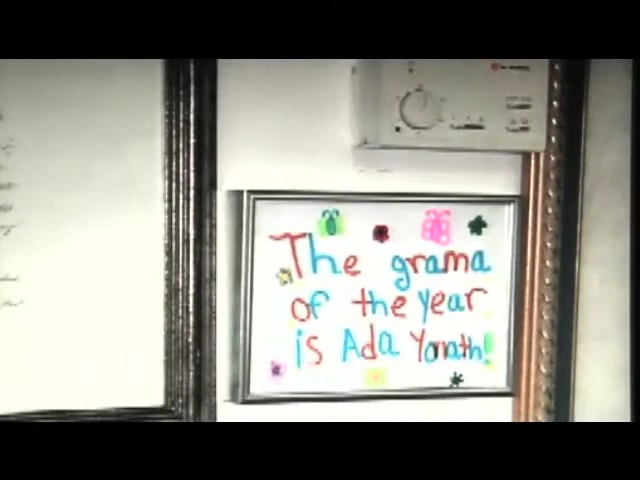 The grama
of the year
is Ada Yonath!